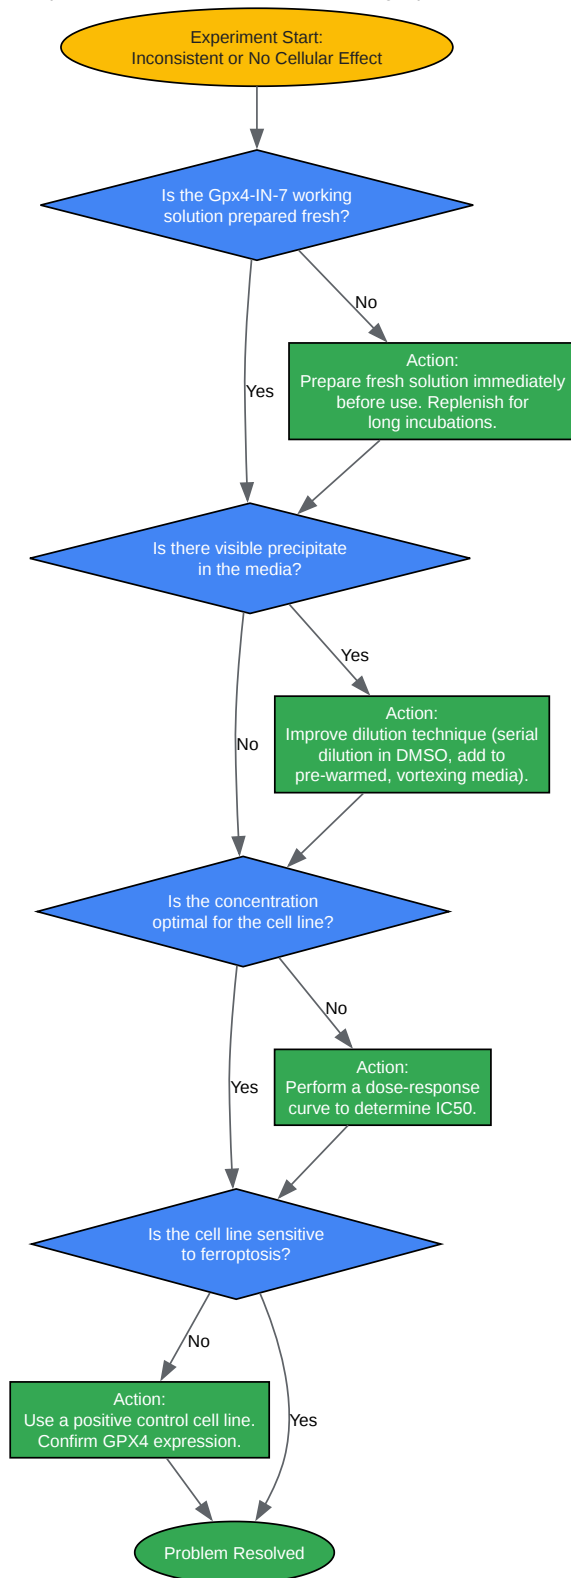 Experiment Start:
Inconsistent or No Cellular Effect
Is the Gpx4-IN-7 working
solution prepared fresh?
No
Action:
Prepare fresh solution immediately
before use. Replenish for
long incubations.
Yes
Is there visible precipitate
in the media?
Yes
Action:
Improve dilution technique (serial
dilution in DMSO, add to
pre-warmed, vortexing media).
No
Is the concentration
optimal for the cell line?
No
Action:
Perform a dose-response
curve to determine IC50.
Yes
Is the cell line sensitive
to ferroptosis?
No
Action:
Use a positive control cell line.
Confirm GPX4 expression.
Yes
Problem Resolved